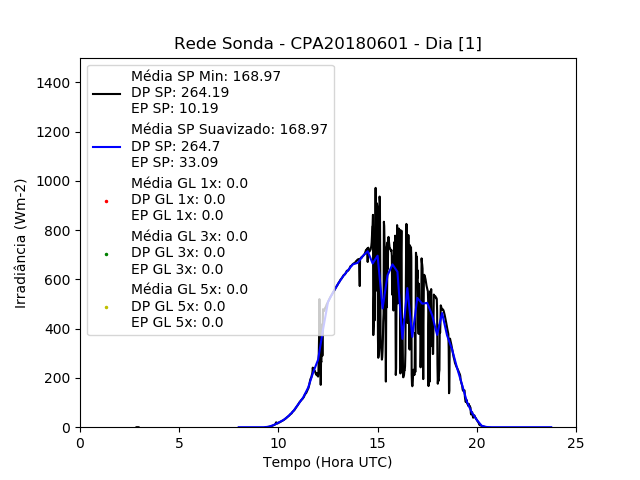 Rede Sonda - CPA20180601 - Dia [1]
Irradiância (Wm-2)
1400
1200
1000
800
600
400
200
0
Média SP Min: 168.97
DP SP: 264.19
EP SP: 10.19
Média SP Suavizado: 168.97
DP SP: 264.7
EP SP: 33.09
Média GL 1x: 0.0
DP GL 1x: 0.0
EP GL 1x: 0.0
Média GL 3x: 0.0
DP GL 3x: 0.0
EP GL 3x: 0.0
Média GL 5x: 0.0
DP GL 5x: 0.0
EP GL 5x: 0.0
0 5 10 15 20 25
Tempo (Hora UTC)